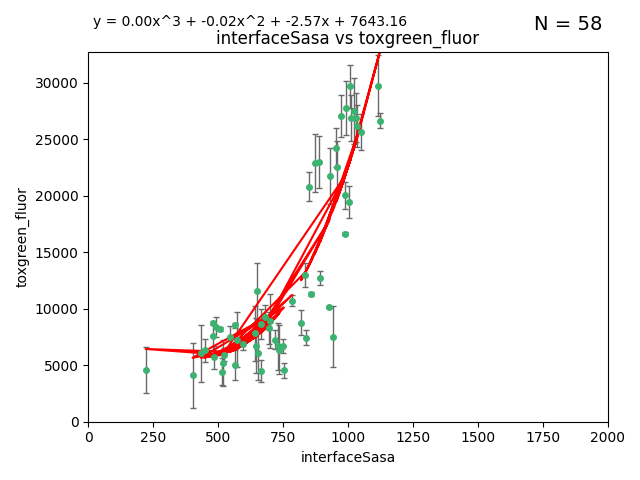 y = 0.00x^3 + -0.02x^2 + -2.57x + 7643.16
N = 58
interfaceSasa vs toxgreen_fluor
30000
25000
20000
15000
10000
5000
0
toxgreen_fluor
0 250 500 750 1000 1250 1500 1750 2000
interfaceSasa